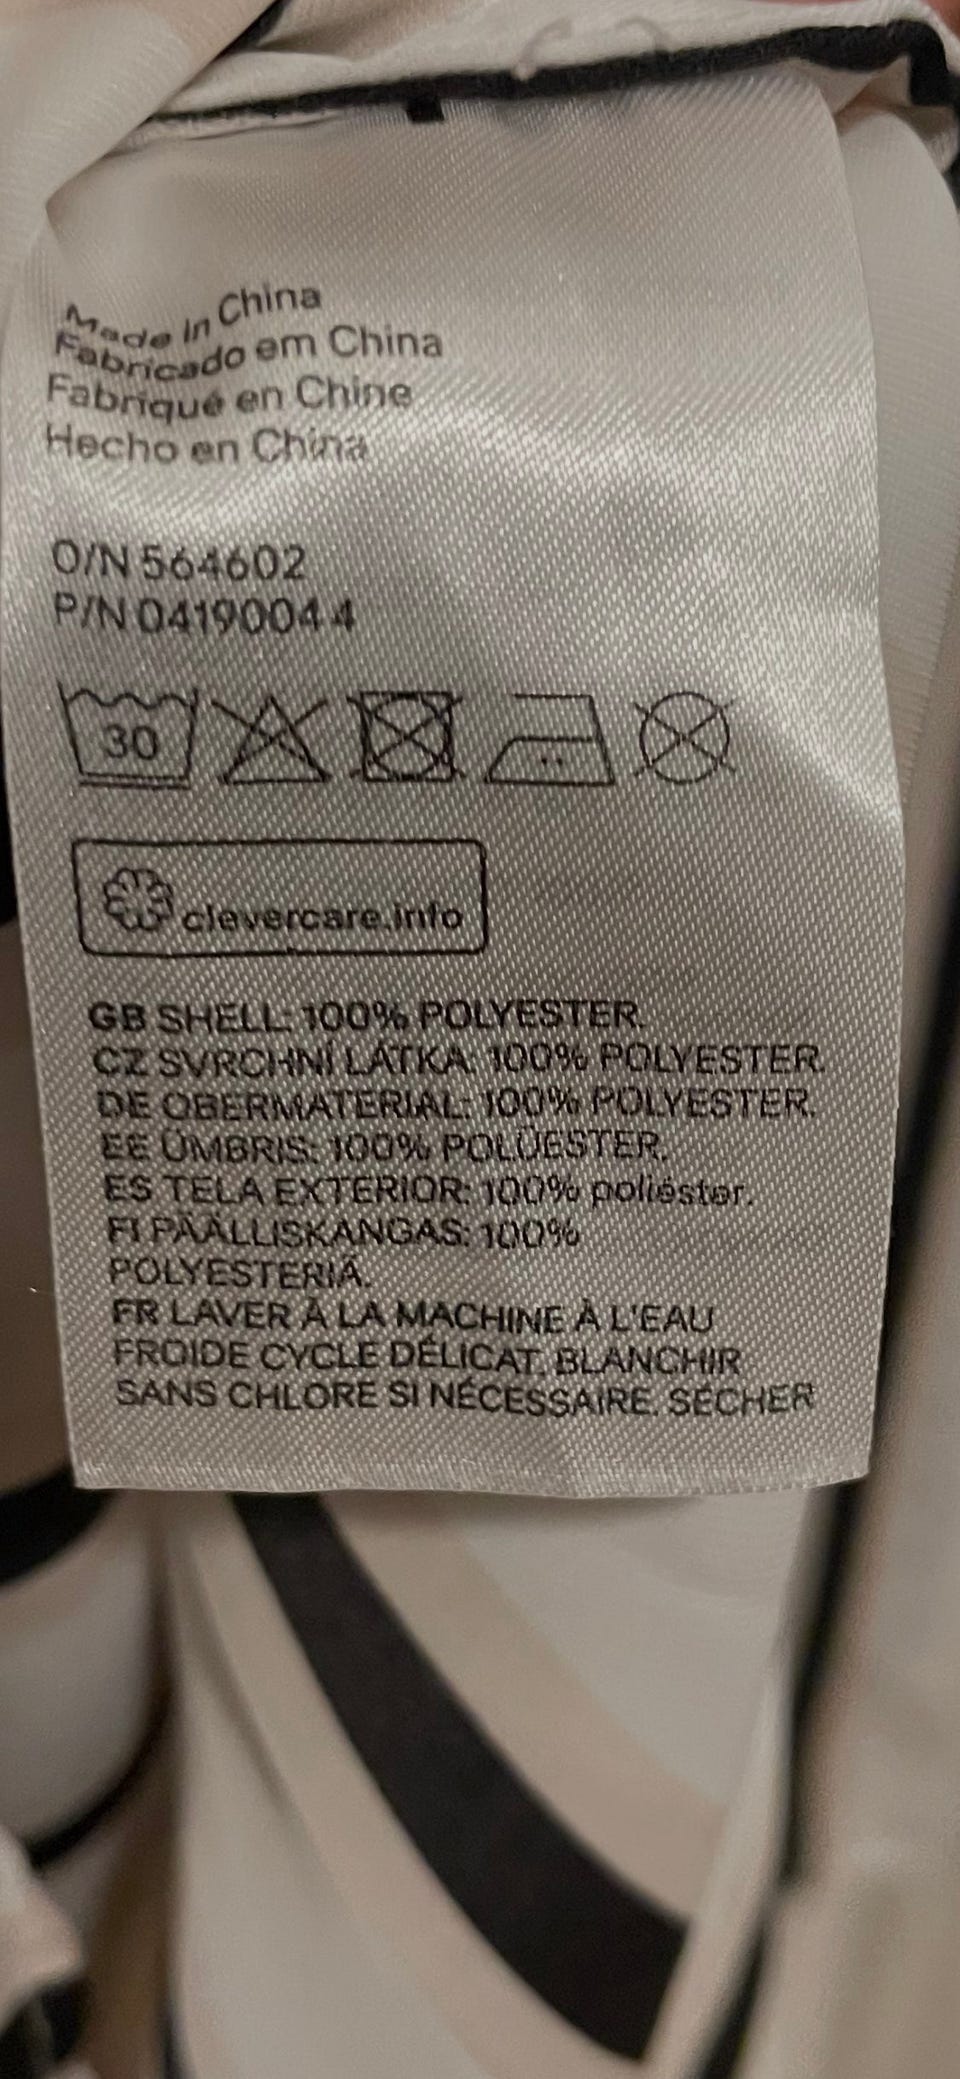 Made in China
Fabricado em China
Fabriqué en Chine
Hecho en China
O/N 564602
P/N 04190044
30
clevercare.info
GB SHELL: 100% POLYESTER.
CZ SVRCHNÍ LÁTKA: 100% POLYESTER.
DE OBERMATERIAL: 100% POLYESTER.
EE ÜMBRIS: 100% POLÜESTER.
ES TELA EXTERIOR: 100% poliéster.
FI PÄÄLLISKANGAS: 100%
POLYESTERIÄ.
FR LAVER À LA MACHINE À L'EAU
FROIDE CYCLE DÉLICAT. BLANCHIR
SANS CHLORE SI NÉCESSAIRE. SÉCHER